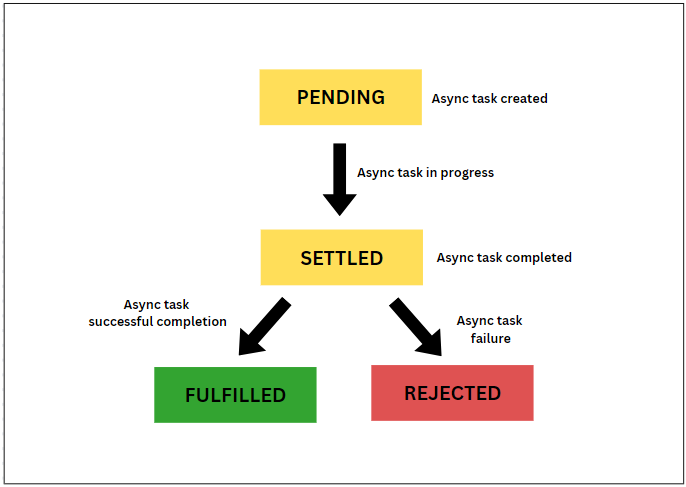 PENDING
Async task created
Async task in progress
SETTLED
Async task completed
Async task
successful completion
Async task
failure
FULFILLED
REJECTED